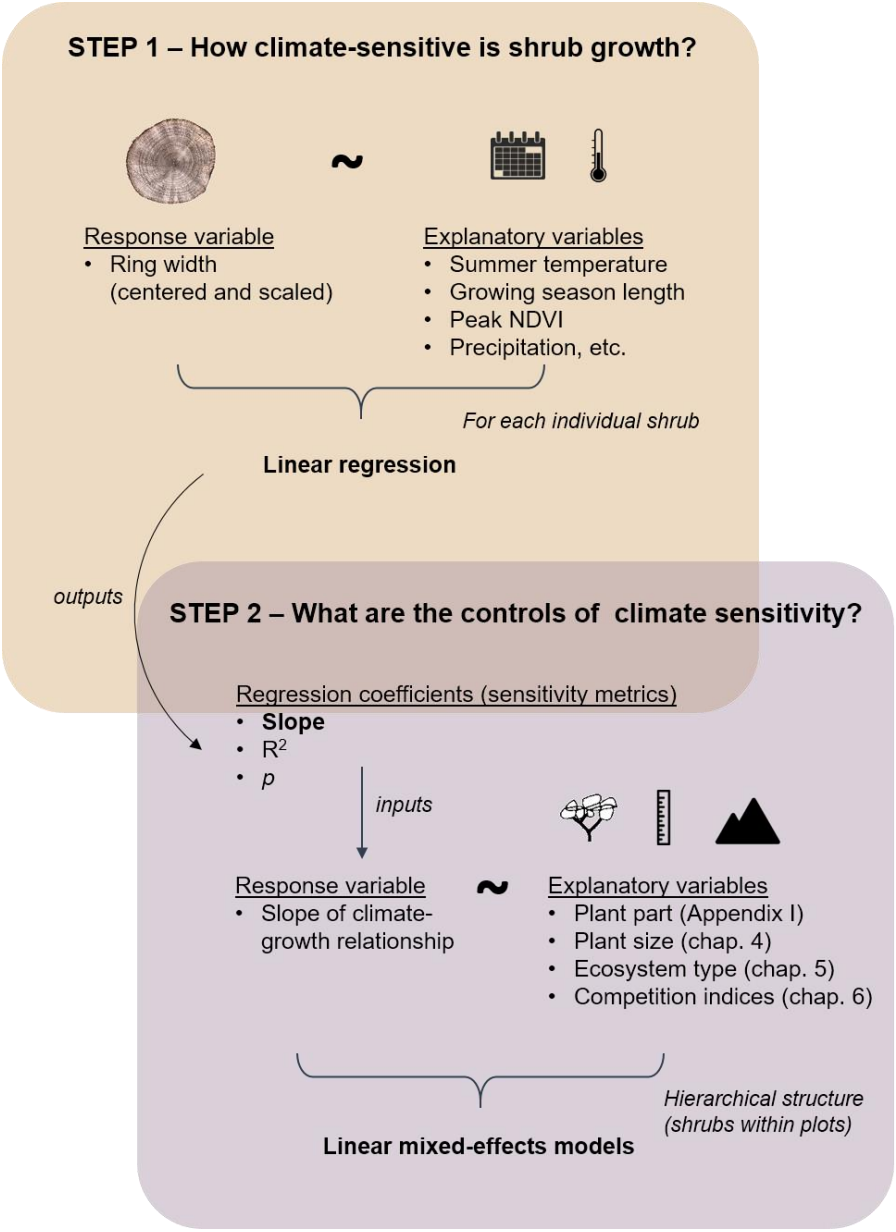 STEP 1 – How climate-sensitive is shrub growth?
~
Response variable
• Ring width
(centered and scaled)
Explanatory variables
• Summer temperature
• Growing season length
• Peak NDVI
• Precipitation, etc.
For each individual shrub
Linear regression
outputs
STEP 2 – What are the controls of climate sensitivity?
Regression coefficients (sensitivity metrics)
• Slope
• R²
• p
inputs
Response variable
• Slope of climate-
growth relationship
~
Explanatory variables
• Plant part (Appendix I)
• Plant size (chap. 4)
• Ecosystem type (chap. 5)
• Competition indices (chap. 6)
Hierarchical structure
(shrubs within plots)
Linear mixed-effects models